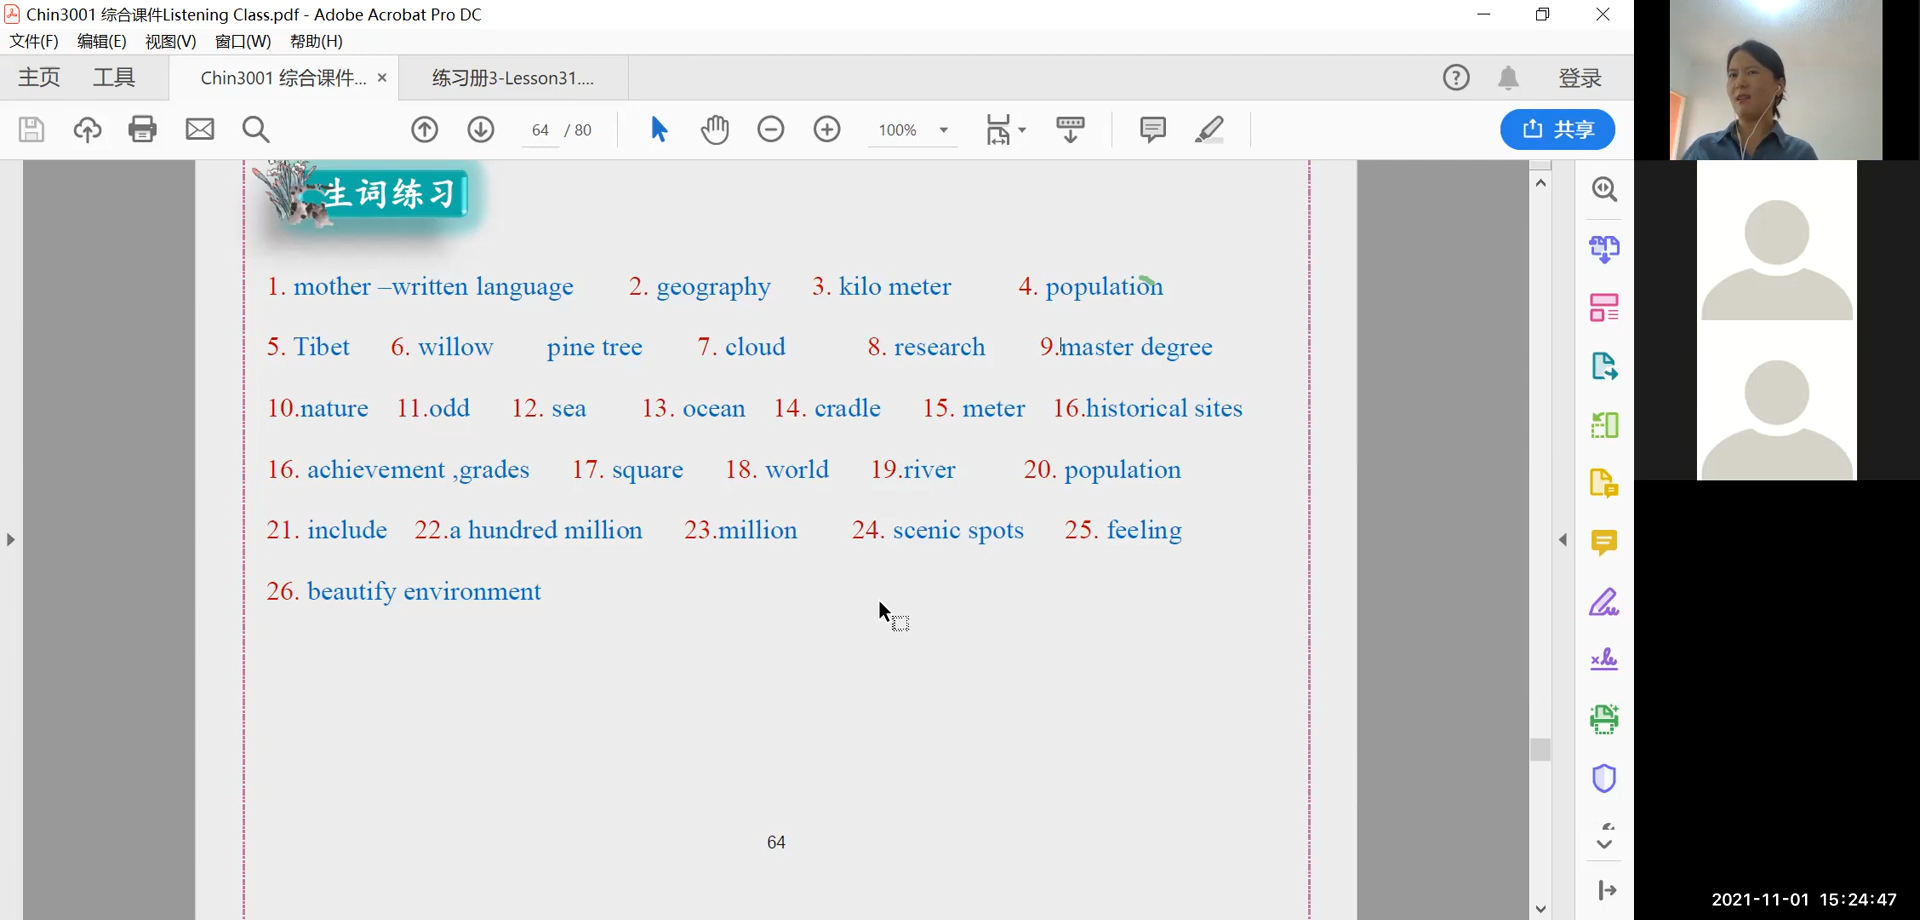 Chin3001 综合课件Listening Class.pdf - Adobe Acrobat Pro DC
文件(F) 编辑(E) 视图(V) 窗口(W) 帮助(H)
主页 工具 Chin3001 综合课件... × 练习册3-Lesson31.... 登录
64 / 80 100% 共享
生词练习
1. mother –written language 2. geography 3. kilo meter 4. population
5. Tibet 6. willow pine tree 7. cloud 8. research 9.master degree
10.nature 11.odd 12. sea 13. ocean 14. cradle 15. meter 16.historical sites
16. achievement ,grades 17. square 18. world 19.river 20. population
21. include 22.a hundred million 23.million 24. scenic spots 25. feeling
26. beautify environment
64
2021-11-01 15:24:47